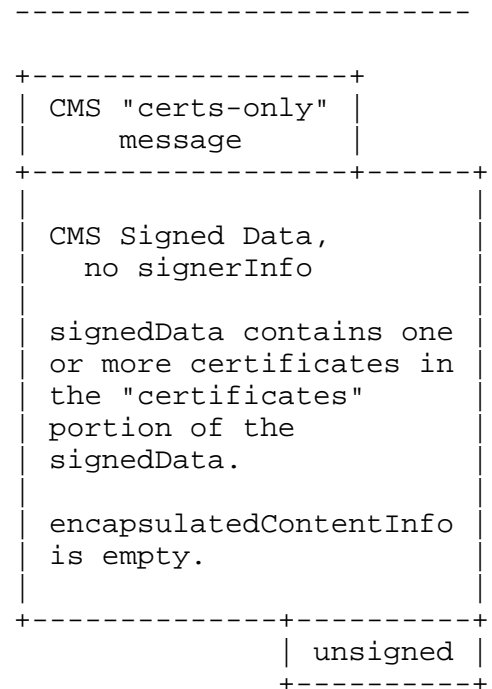 --------------------------
+------------------+
| CMS "certs-only" |
|     message      |
+------------------+------+
|                         |
| CMS Signed Data,        |
|   no signerInfo         |
|                         |
| signedData contains one |
| or more certificates in |
| the "certificates"      |
| portion of the          |
| signedData.             |
|                         |
| encapsulatedContentInfo |
| is empty.               |
|                         |
+--------------+----------+
               | unsigned |
               +----------+